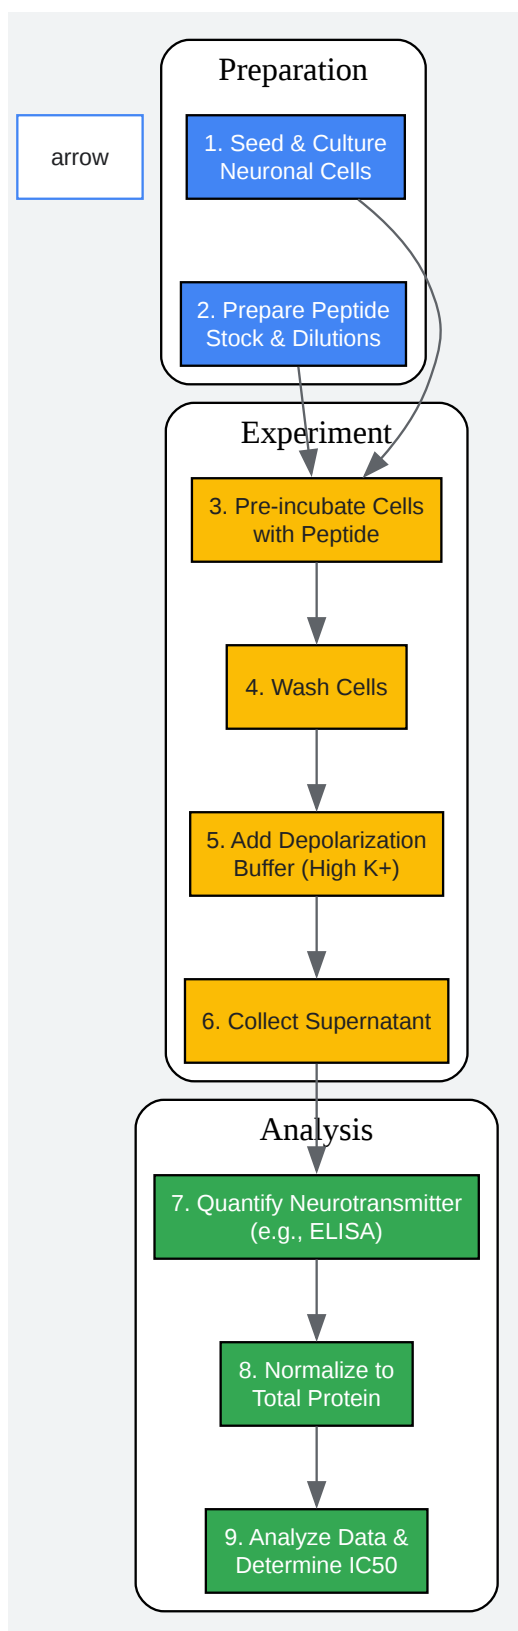 Preparation
arrow
1. Seed & Culture
Neuronal Cells
2. Prepare Peptide
Stock & Dilutions
Experiment
3. Pre-incubate Cells
with Peptide
4. Wash Cells
5. Add Depolarization
Buffer (High K+)
6. Collect Supernatant
Analysis
7. Quantify Neurotransmitter
(e.g., ELISA)
8. Normalize to
Total Protein
9. Analyze Data &
Determine IC50